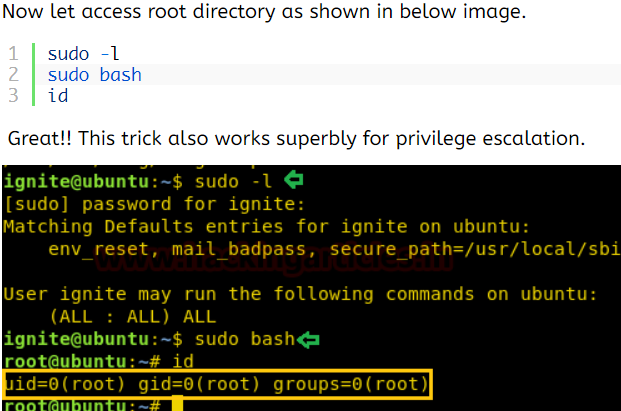 Now let access root directory as shown in below image.
1 sudo -l
2 sudo bash
3 id
Great!! This trick also works superbly for privilege escalation.
ignite@ubuntu:~$ sudo -l
[sudo] password for ignite:
Matching Defaults entries for ignite on ubuntu:
env_reset, mail_badpass, secure_path=/usr/local/sbi
User ignite may run the following commands on ubuntu:
(ALL : ALL) ALL
ignite@ubuntu:~$ sudo bash
root@ubuntu:~# id
uid=0(root) gid=0(root) groups=0(root)
root@ubuntu:~#